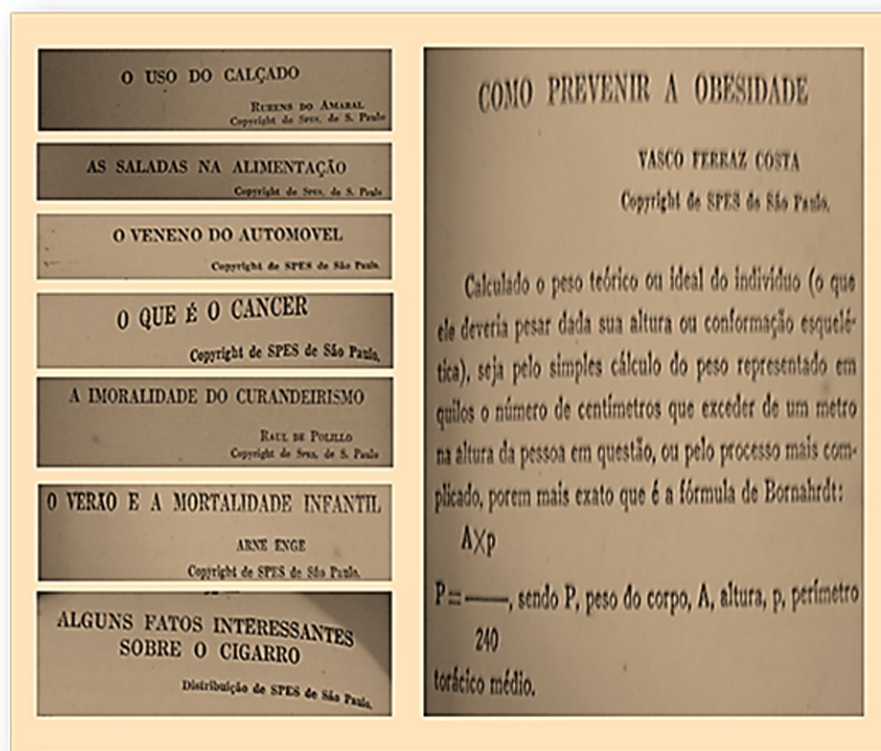 O USO DO CALÇADO
RUBENS DO AMARAL
Copyright de SPES, de S. Paulo
AS SALADAS NA ALIMENTAÇÃO
Copyright de SPES, de S. Paulo
O VENENO DO AUTOMOVEL
Copyright de SPES de São Paulo.
O QUE É O CANCER
Copyright de SPES de São Paulo.
A IMORALIDADE DO CURANDEIRISMO
RAUL DE POLILLO
Copyright de SPES, de S. Paulo
O VERÃO E A MORTALIDADE INFANTIL
ARNE ENGE
Copyright de SPES de São Paulo.
ALGUNS FATOS INTERESSANTES
SOBRE O CIGARRO
Distribuição de SPES de São Paulo.
COMO PREVENIR A OBESIDADE
VASCO FERRAZ COSTA
Copyright de SPES de São Paulo.
Calculado o peso teórico ou ideal do indivíduo (o que
ele deveria pesar dada sua altura ou conformação esquelé-
tica), seja pelo simples cálculo do peso representado em
quilos o número de centímetros que exceder de um metro
na altura da pessoa em questão, ou pelo processo mais com-
plicado, porem mais exato que é a fórmula de Bornahrdt:
A×p
P=——, sendo P, peso do corpo, A, altura, p, perímetro
240
torácico médio.